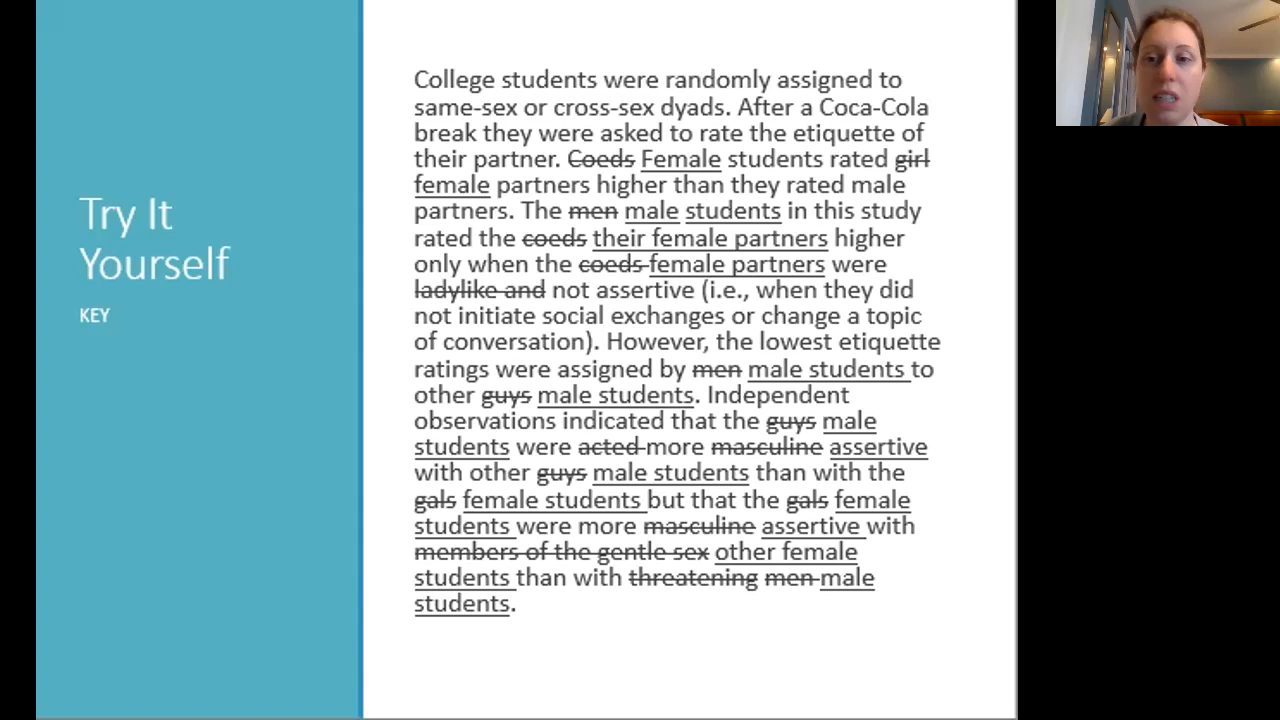 Try It
Yourself
KEY
College students were randomly assigned to
same-sex or cross-sex dyads. After a Coca-Cola
break they were asked to rate the etiquette of
their partner. Coeds Female students rated girl
female partners higher than they rated male
partners. The men male students in this study
rated the coeds their female partners higher
only when the coeds female partners were
ladylike and not assertive (i.e., when they did
not initiate social exchanges or change a topic
of conversation). However, the lowest etiquette
ratings were assigned by men male students to
other guys male students. Independent
observations indicated that the guys male
students were acted more masculine assertive
with other guys male students than with the
gals female students but that the gals female
students were more masculine assertive with
members of the gentle sex other female
students than with threatening men male
students.